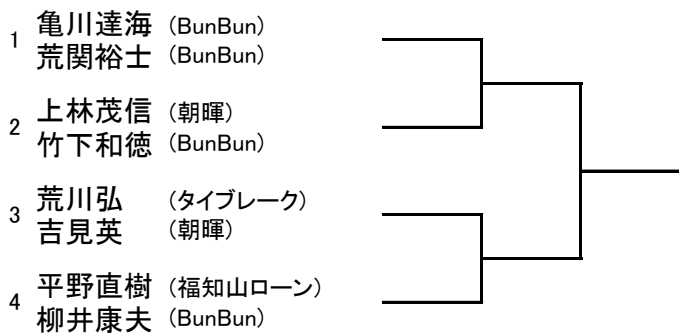 1 亀川達海 (BunBun)
荒関裕士 (BunBun)
2 上林茂信 (朝暉)
竹下和徳 (BunBun)
3 荒川弘 (タイブレーク)
吉見英 (朝暉)
4 平野直樹 (福知山ローン)
柳井康夫 (BunBun)